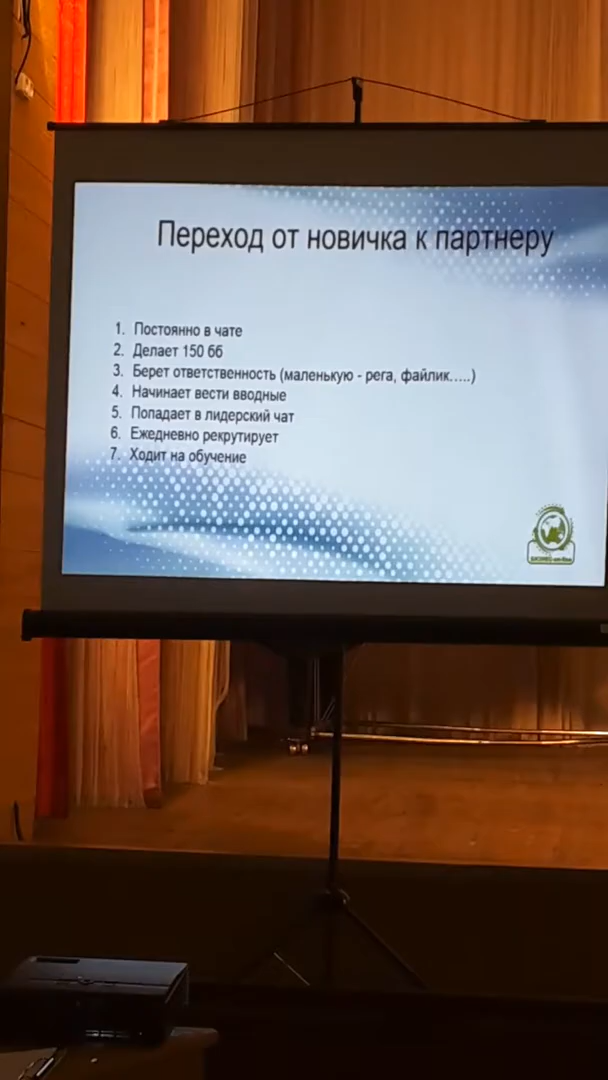 Переход от новичка к партнеру
1. Постоянно в чате
2. Делает 150 бб
3. Берет ответственность (маленькую - рега, файлик.....)
4. Начинает вести вводные
5. Попадает в лидерский чат
6. Ежедневно рекрутирует
7. Ходит на обучение